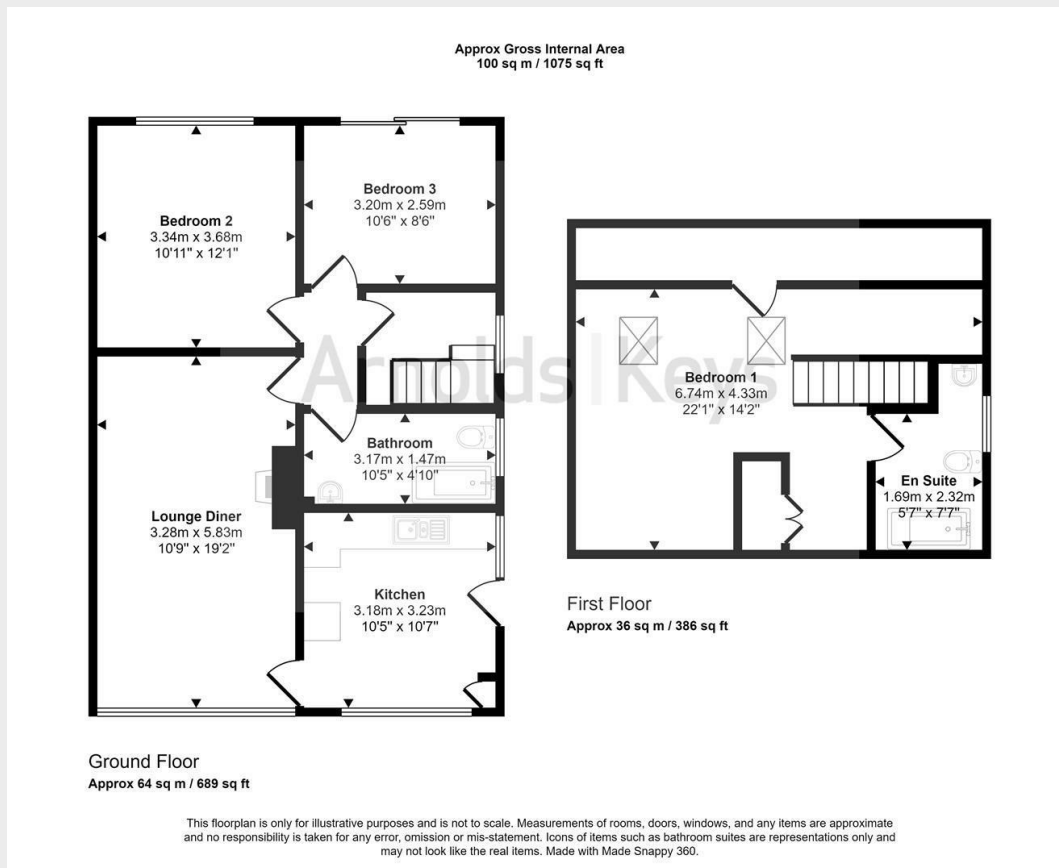 Approx Gross Internal Area
100 sq m / 1075 sq ft
Bedroom 3
3.20m x 2.59m
10'6" x 8'6"
Bedroom 2
3.34m x 3.68m
10'11" x 12'1"
Arnolds | Keys
Bedroom 1
6.74m x 4.33m
22'1" x 14'2"
Bathroom
3.17m x 1.47m
10'5" x 4'10"
En Suite
1.69m x 2.32m
5'7" x 7'7"
Lounge Diner
3.28m x 5.83m
10'9" x 19'2"
Kitchen
3.18m x 3.23m
10'5" x 10'7"
First Floor
Approx 36 sq m / 386 sq ft
Ground Floor
Approx 64 sq m / 689 sq ft
This floorplan is only for illustrative purposes and is not to scale. Measurements of rooms, doors, windows, and any items are approximate
and no responsibility is taken for any error, omission or mis-statement. Icons of items such as bathroom suites are representations only and
may not look like the real items. Made with Made Snappy 360.